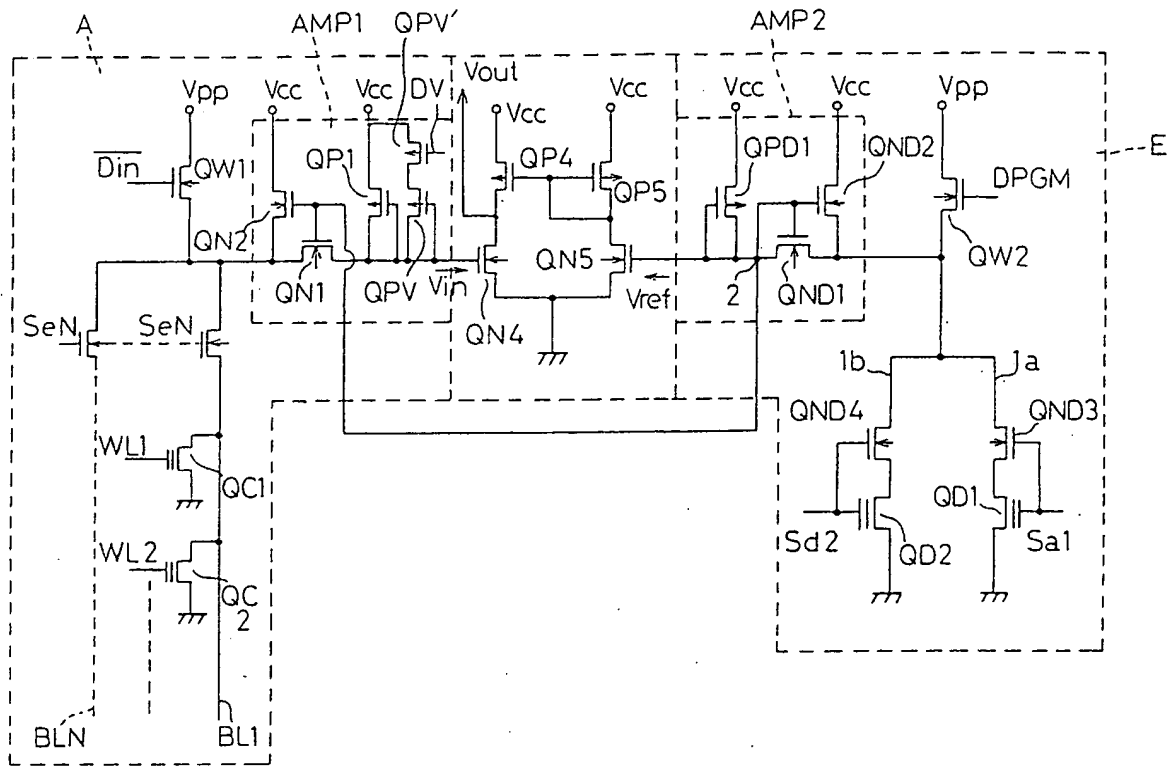 A
AMP1
QPV'
AMP2
Vout
Vpp
Vcc
Vcc
DV
Vcc
Vcc
Vcc
Vcc
Vpp
E
Din
QW1
QP1
QP4
QP5
QPD1
QND2
DPGM
QN2
QN1
QPV
Vin
QN5
Vref
2
QND1
QW2
QN4
SeN
SeN
1b
1a
QND4
QND3
WL1
QC1
QD1
Sd2
QD2
Sa1
WL2
QC
2
BLN
BL1